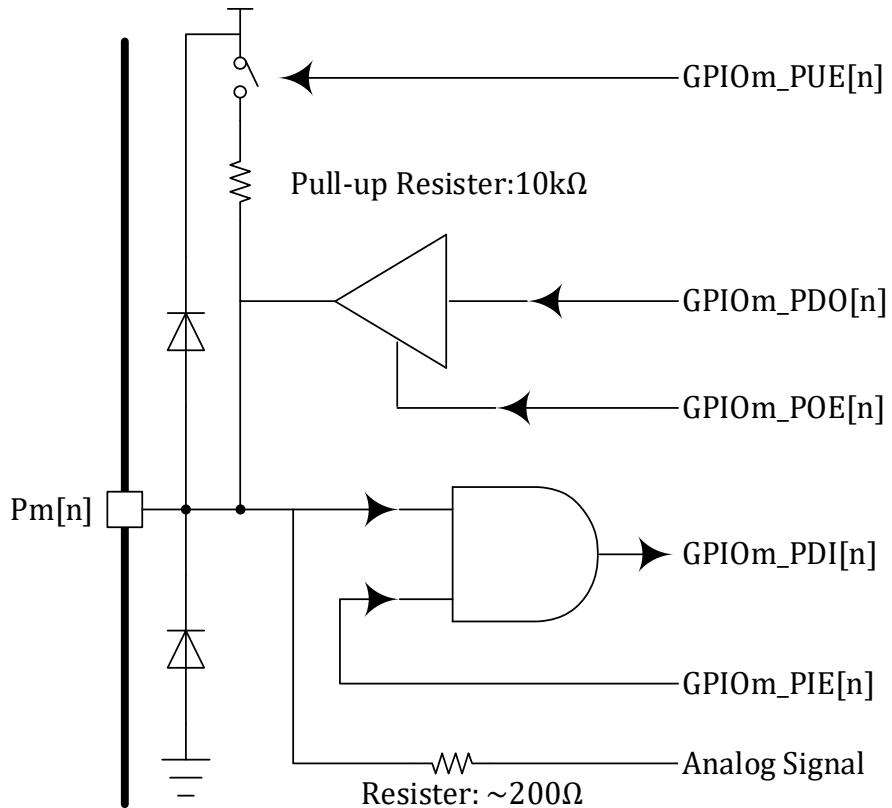 GPIOm_PUE[n]
Pull-up Resister:10kΩ
GPIOm_PDO[n]
GPIOm_POE[n]
Pm[n]
GPIOm_PDI[n]
GPIOm_PIE[n]
Analog Signal
Resister: ~200Ω